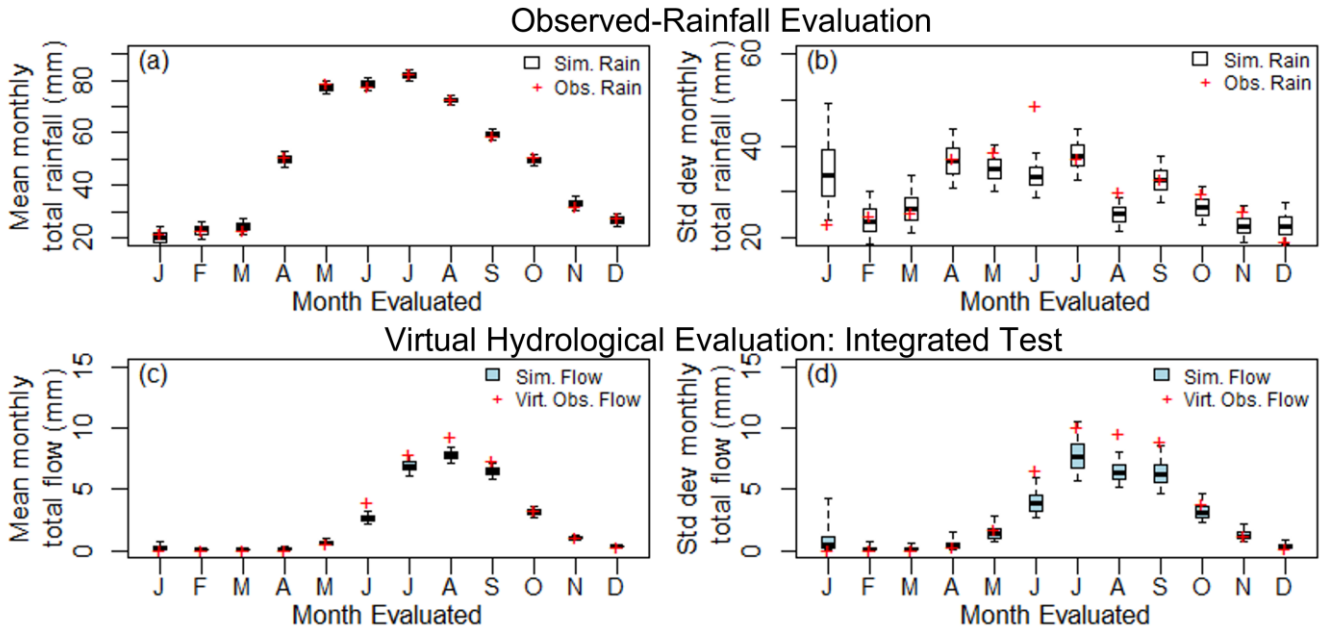 Observed-Rainfall Evaluation
Mean monthly
total rainfall (mm)
(a)
Sim. Rain
Obs. Rain
80
60
40
20
J F M A M J J A S O N D
Month Evaluated
Std dev monthly
total rainfall (mm)
(b)
Sim. Rain
Obs. Rain
60
40
20
J F M A M J J A S O N D
Month Evaluated
Virtual Hydrological Evaluation: Integrated Test
Mean monthly
total flow (mm)
(c)
Sim. Flow
Virt. Obs. Flow
15
10
5
0
J F M A M J J A S O N D
Month Evaluated
Std dev monthly
total flow (mm)
(d)
Sim. Flow
Virt. Obs. Flow
15
10
5
0
J F M A M J J A S O N D
Month Evaluated